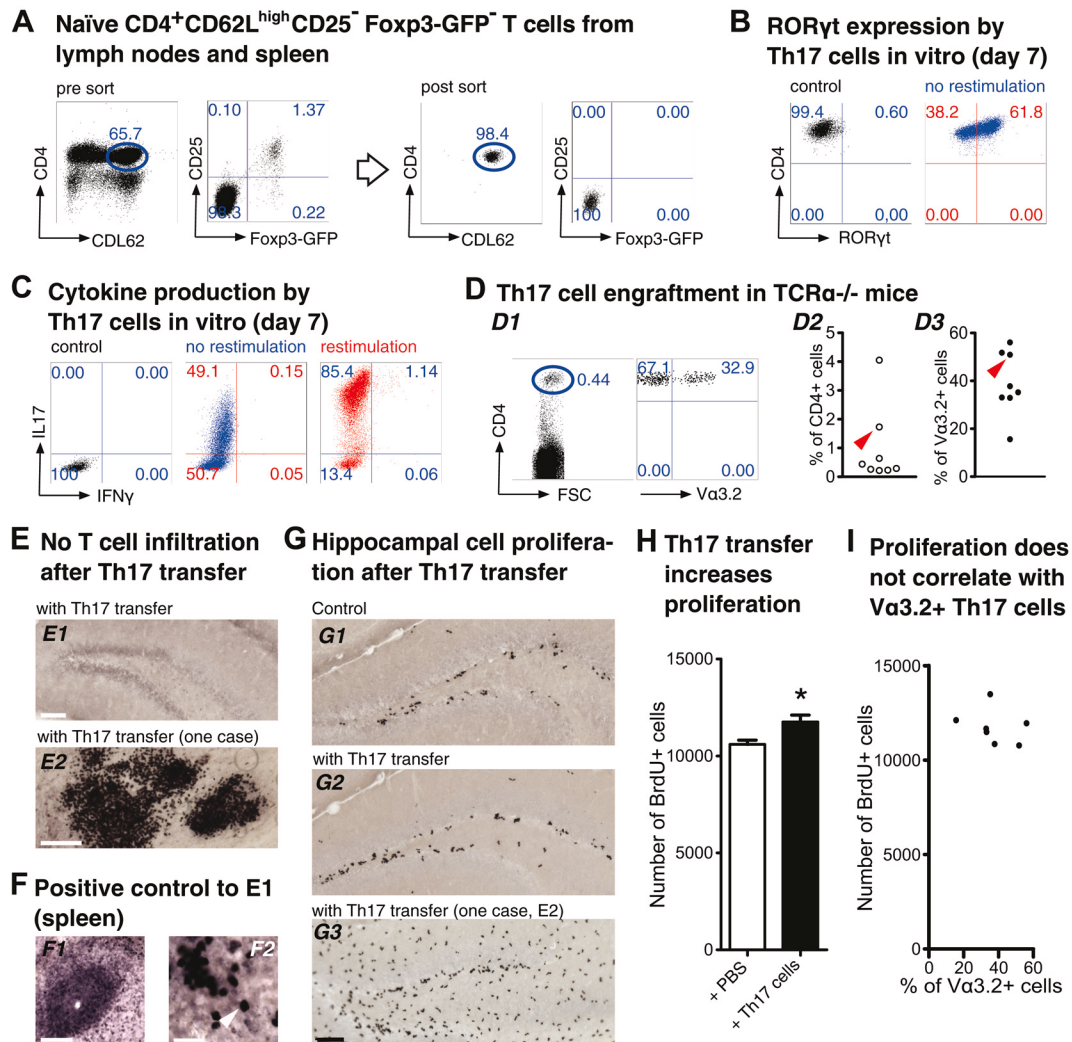 A Naïve CD4+CD62LhighCD25- Foxp3-GFP- T cells from
lymph nodes and spleen
pre sort
65.7
CD4
CDL62
0.10 1.37
CD25
98.3 0.22
Foxp3-GFP
post sort
98.4
CD4
CDL62
0.00 0.00
CD25
100 0.00
Foxp3-GFP
B RORγt expression by
Th17 cells in vitro (day 7)
control
99.4 0.60
CD4
0.00 0,00
RORγt
no restimulation
38.2 61.8
0.00 0.00
C Cytokine production by
Th17 cells in vitro (day 7)
control
0.00 0.00
IL17
100 0.00
IFNγ
no restimulation
49.1 0.15
50.7 0.05
restimulation
85.4 1.14
13.4 0.06
D Th17 cell engraftment in TCRα-/- mice
D1
0.44
CD4
FSC
67.1 32.9
0.00 0.00
Vα3.2
D2
% of CD4+ cells
5
4
3
2
1
0
D3
% of Vα3.2+ cells
60
40
20
0
E No T cell infiltration
after Th17 transfer
with Th17 transfer
E1
with Th17 transfer (one case)
E2
F Positive control to E1
(spleen)
F1
F2
G Hippocampal cell prolifera-
tion after Th17 transfer
Control
G1
with Th17 transfer
G2
with Th17 transfer (one case, E2)
G3
H Th17 transfer
increases
proliferation
Number of BrdU+ cells
15000
10000
5000
0
*
+ PBS
+ Th17 cells
I Proliferation does
not correlate with
Vα3.2+ Th17 cells
Number of BrdU+ cells
15000
10000
5000
0
0 20 40 60
% of Vα3.2+ cells